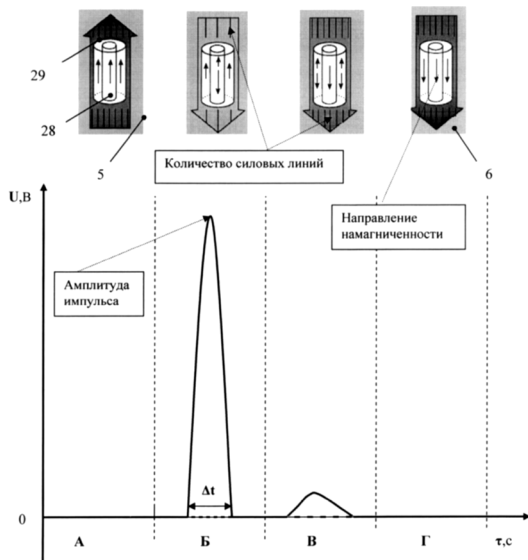 29
28
5
6
Количество силовых линий
U,В
Направление
намагниченности
Амплитуда
импульса
Δt
0
А
Б
В
Г
τ,с